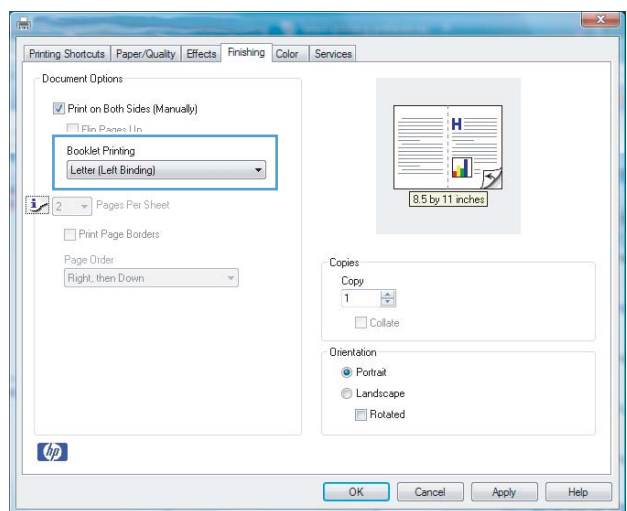 Printing Shortcuts Paper/Quality Effects Finishing Color Services
Document Options
Print on Both Sides (Manually)
Flip Pages Up
Booklet Printing
Letter (Left Binding)
2 Pages Per Sheet
Print Page Borders
Page Order
Right, then Down
H
8.5 by 11 inches
Copies
Copy
1
Collate
Orientation
Portrait
Landscape
Rotated
hp
OK Cancel Apply Help